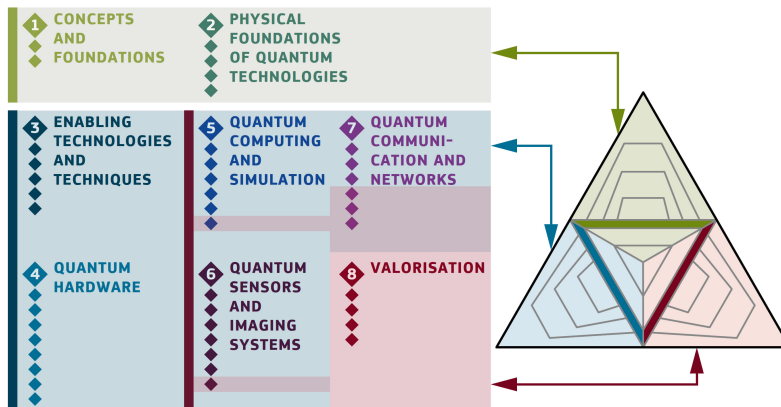 1 CONCEPTS
AND
FOUNDATIONS
2 PHYSICAL
FOUNDATIONS
OF QUANTUM
TECHNOLOGIES
3 ENABLING
TECHNOLOGIES
AND
TECHNIQUES
5 QUANTUM
COMPUTING
AND
SIMULATION
7 QUANTUM
COMMUNI-
CATION AND
NETWORKS
4 QUANTUM
HARDWARE
6 QUANTUM
SENSORS
AND
IMAGING
SYSTEMS
8 VALORISATION